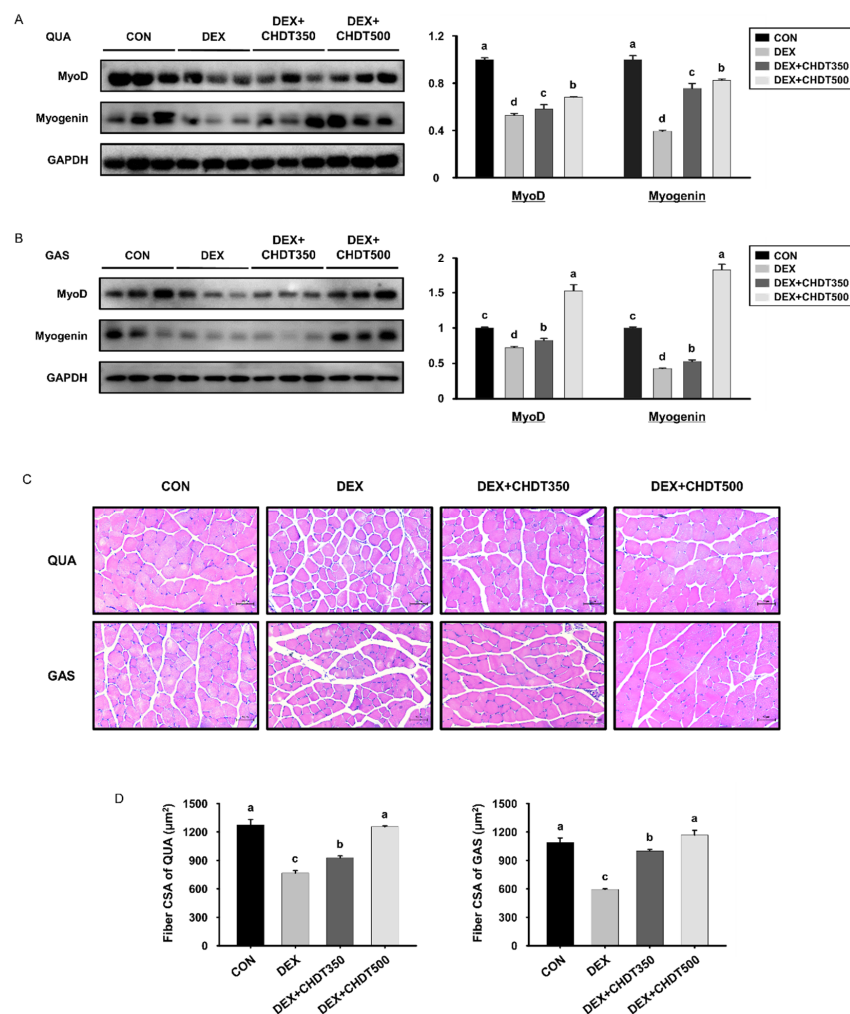 A
QUA
CON
DEX
DEX+
CHDT350
DEX+
CHDT500
MyoD
Myogenin
GAPDH
1.2
0.8
0.4
0
a
d
c
b
a
d
c
b
MyoD
Myogenin
CON
DEX
DEX+CHDT350
DEX+CHDT500
B
GAS
CON
DEX
DEX+
CHDT350
DEX+
CHDT500
MyoD
Myogenin
GAPDH
2
1.5
1
0.5
0
c
d
b
a
c
d
b
a
MyoD
Myogenin
CON
DEX
DEX+CHDT350
DEX+CHDT500
C
CON
DEX
DEX+CHDT350
DEX+CHDT500
QUA
GAS
D
Fiber CSA of QUA (μm²)
1500
1200
900
600
300
0
a
c
b
a
CON
DEX
DEX+CHDT350
DEX+CHDT500
Fiber CSA of GAS (μm²)
1500
1200
900
600
300
0
a
c
b
a
CON
DEX
DEX+CHDT350
DEX+CHDT500